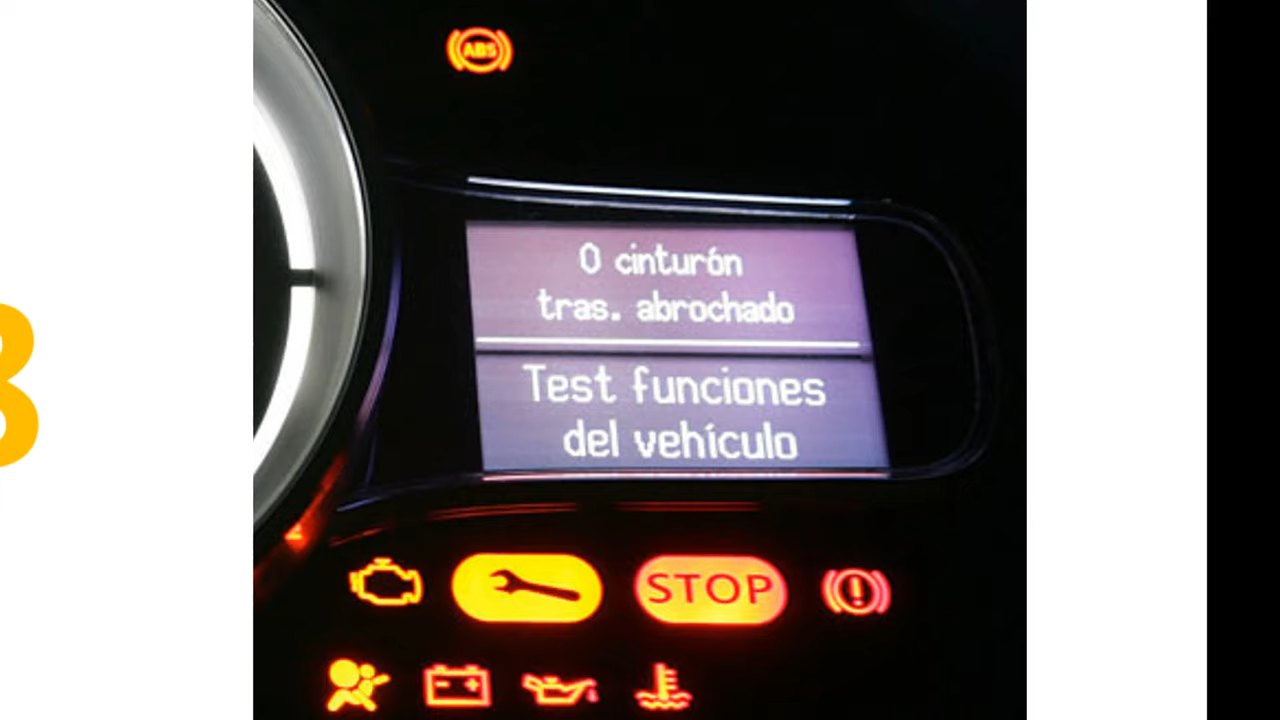 ABS
0 cinturón
tras. abrochado
Test funciones
del vehículo
STOP